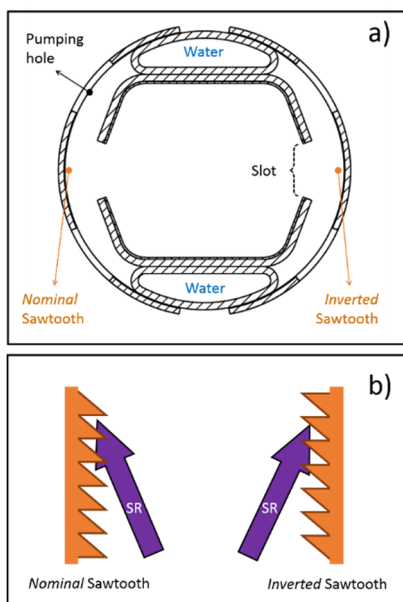 a)
Pumping
hole
Water
Slot
Water
Nominal
Sawtooth
Inverted
Sawtooth
b)
SR
SR
Nominal Sawtooth
Inverted Sawtooth